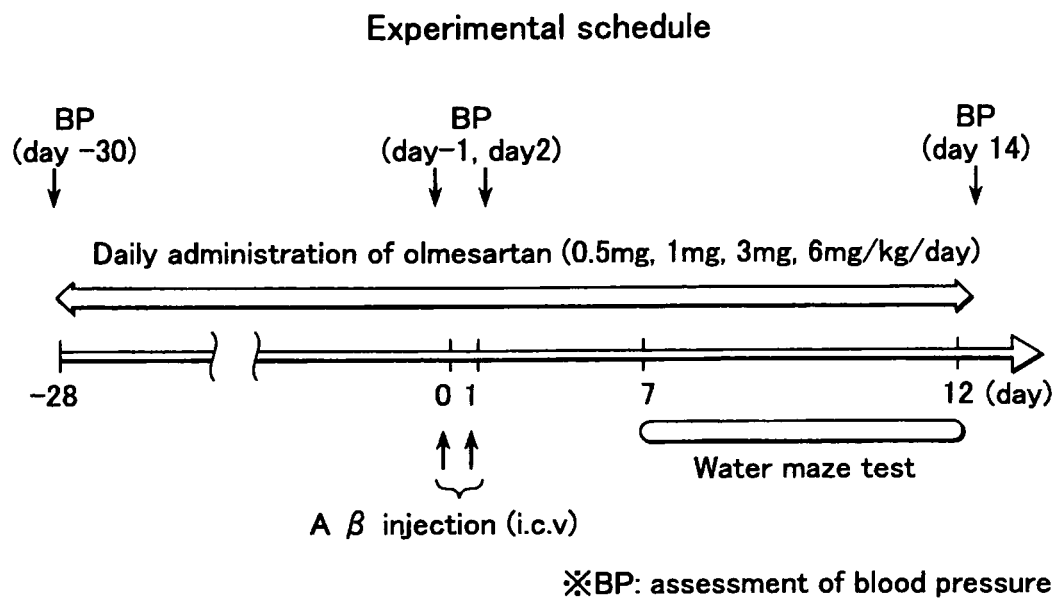 Experimental schedule
BP
(day -30)
BP
(day-1, day2)
BP
(day 14)
Daily administration of olmesartan (0.5mg, 1mg, 3mg, 6mg/kg/day)
-28
0
1
7
12 (day)
Water maze test
A β injection (i.c.v)
※BP: assessment of blood pressure